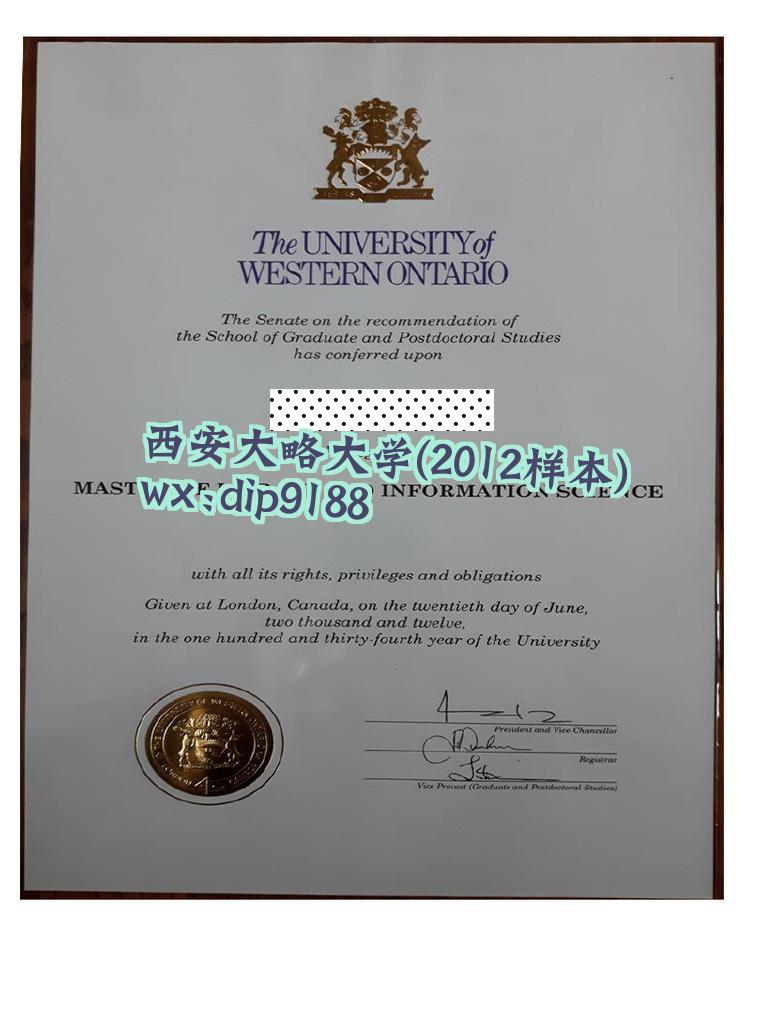 The UNIVERSITY of
WESTERN ONTARIO
The Senate on the recommendation of
the School of Graduate and Postdoctoral Studies
has conferred upon
西安大略大学(2012样本)
INFORMATION SCIENCE
wx:dip9188
with all its rights, privileges and obligations
Given at London, Canada, on the twentieth day of June,
two thousand and twelve,
in the one hundred and thirty-fourth year of the University
President and Vice-Chancellor
Registrar
Vice Provost (Graduate and Postdoctoral Studies)